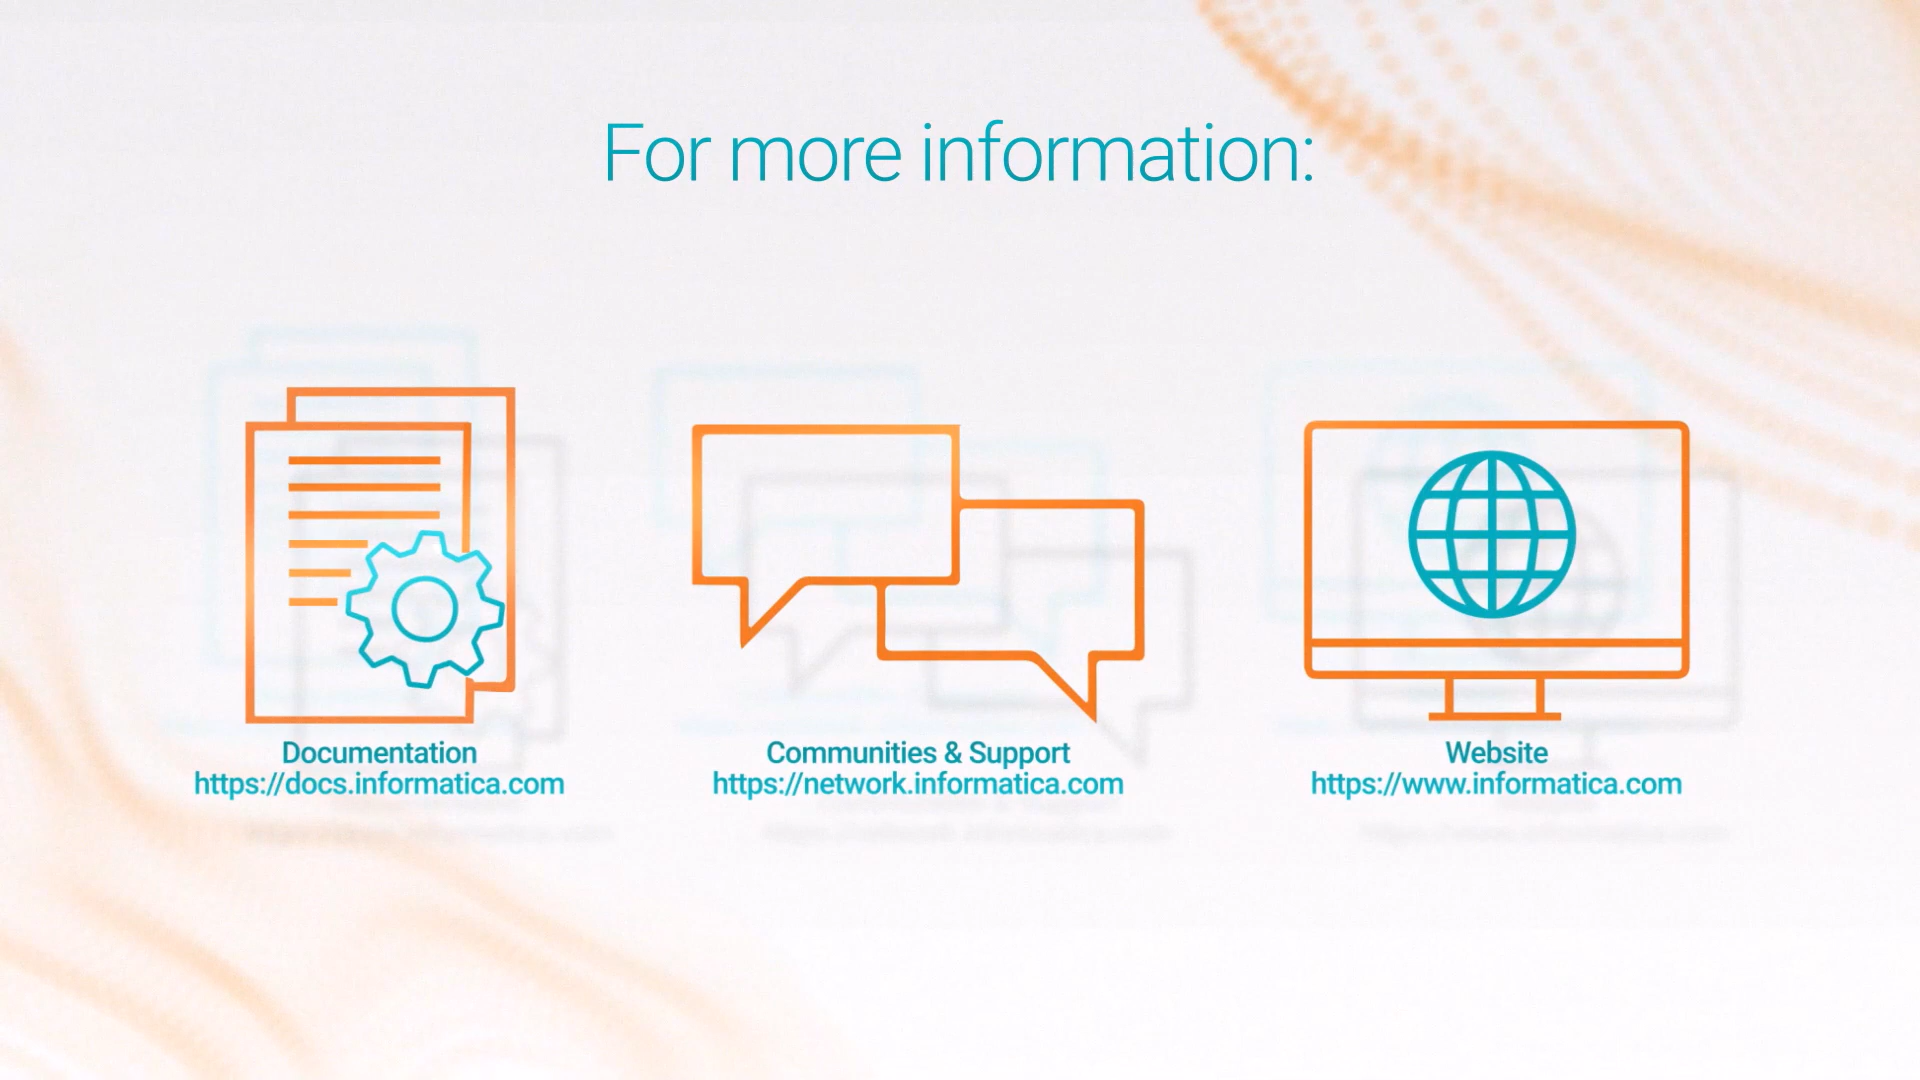 For more information:
Documentation
https://docs.informatica.com
Communities & Support
https://network.informatica.com
Website
https://www.informatica.com